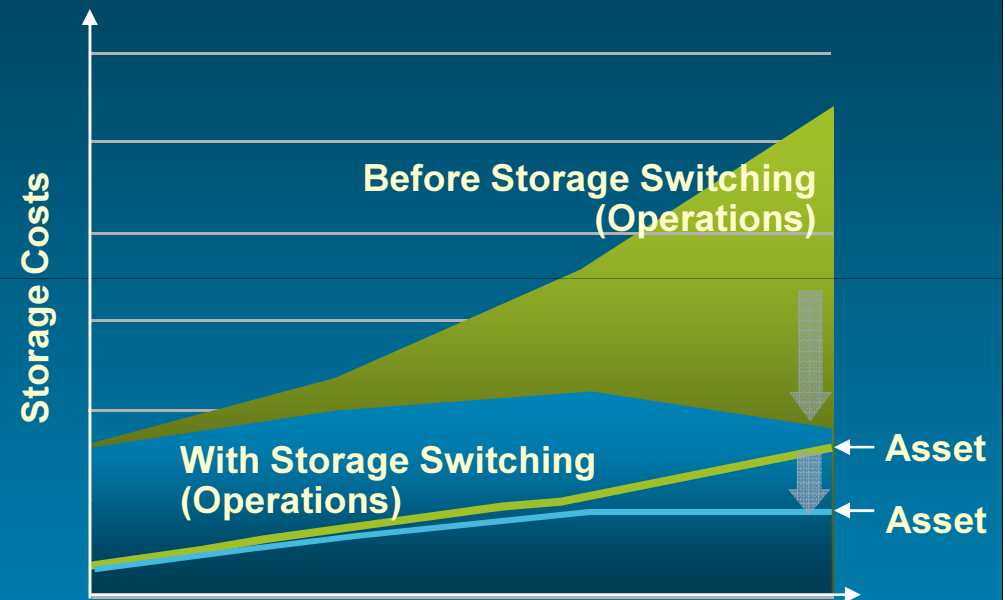 Storage Costs
Before Storage Switching
(Operations)
With Storage Switching
(Operations)
Asset
Asset